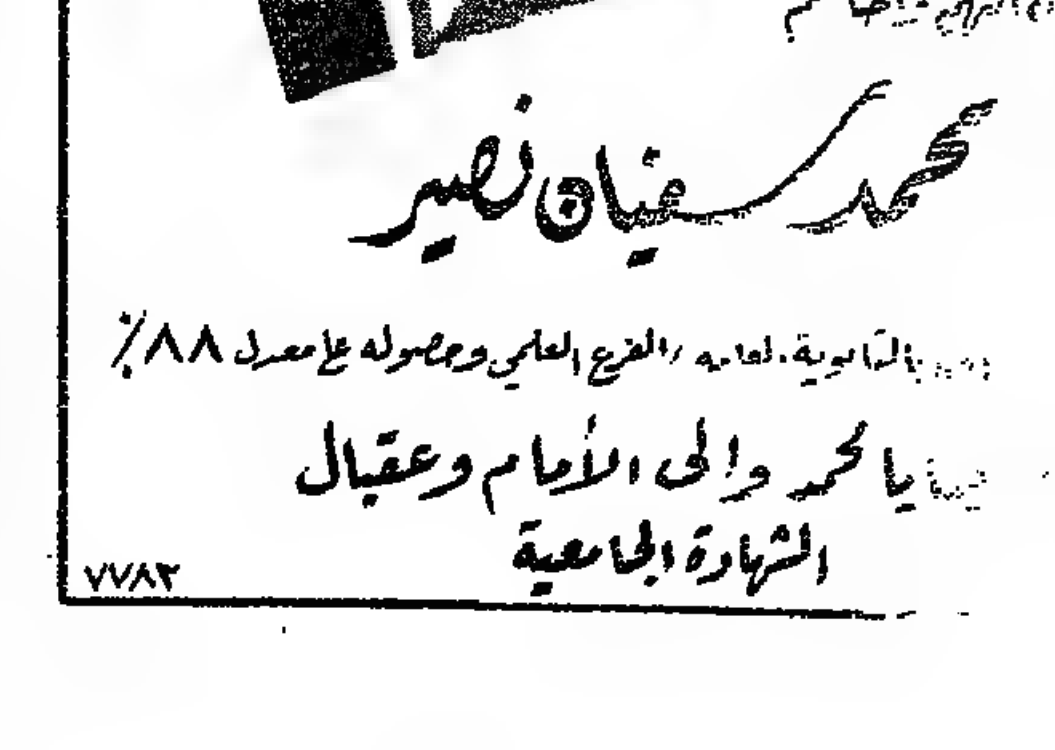 محمد سفيان نصير
بالثانوية العامة / الفرع العلمي وحصوله على معدل ٨٨٪
يا محمد وإلى الأمام وعقبال
الشهادة الجامعية
٧٧٨٣